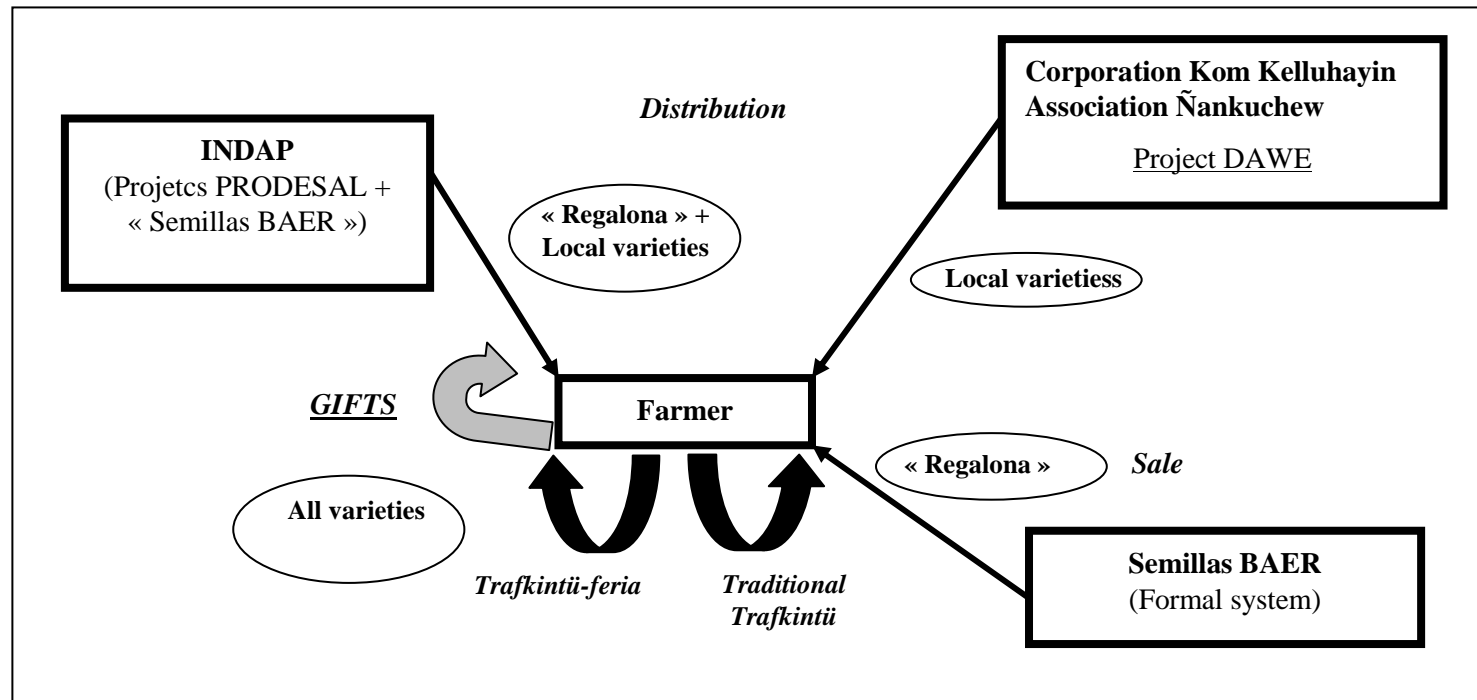 Corporation Kom Kelluhayin
Association Ñankuchew
Project DAWE
Distribution
INDAP
(Projetcs PRODESAL +
« Semillas BAER »)
« Regalona » +
Local varieties
Local varietiess
GIFTS
Farmer
« Regalona »
Sale
All varieties
Trafkintü-feria
Traditional
Trafkintü
Semillas BAER
(Formal system)